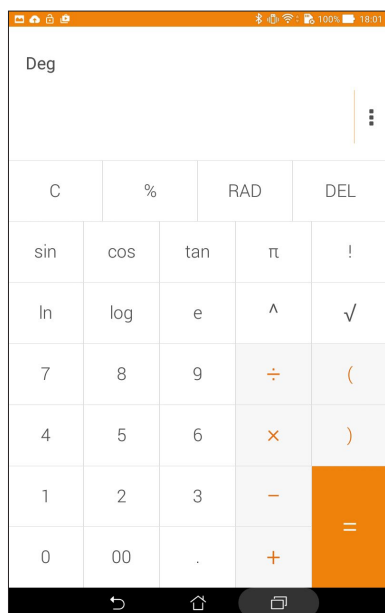 100% 18:01
Deg
C % RAD DEL
sin cos tan π !
ln log e ^ √
7 8 9 ÷ (
4 5 6 × )
1 2 3 −
=
0 00 . +